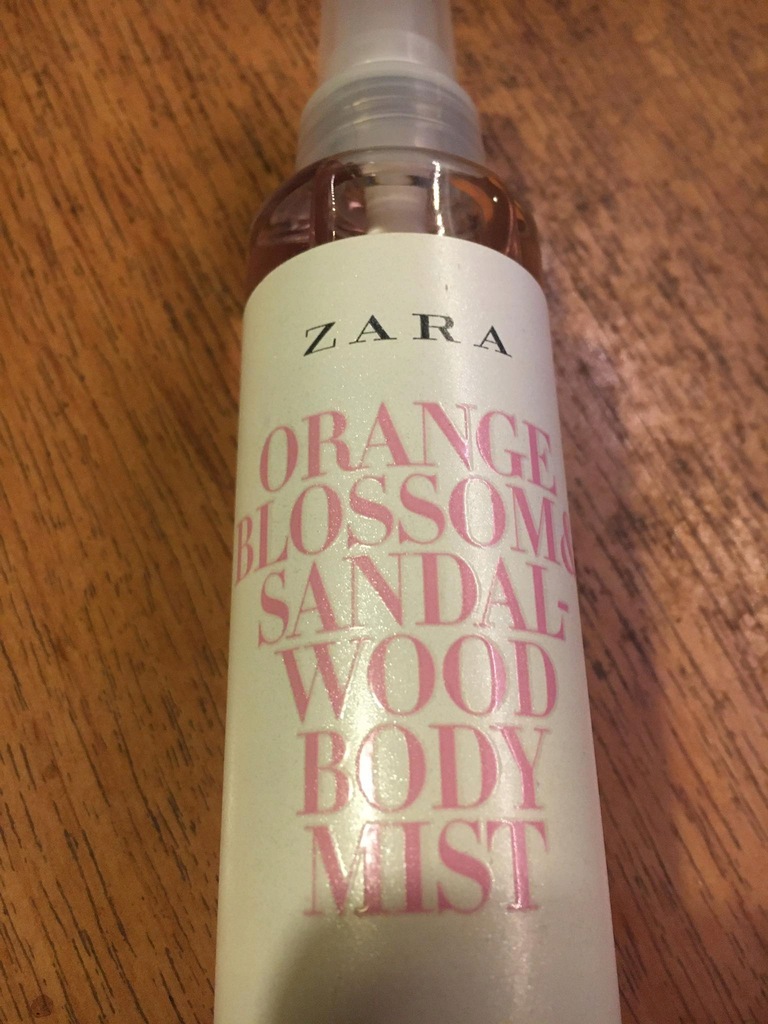 ZARA
ORANGE
BLOSSOM&
SANDAL-
WOOD
BODY
MIST